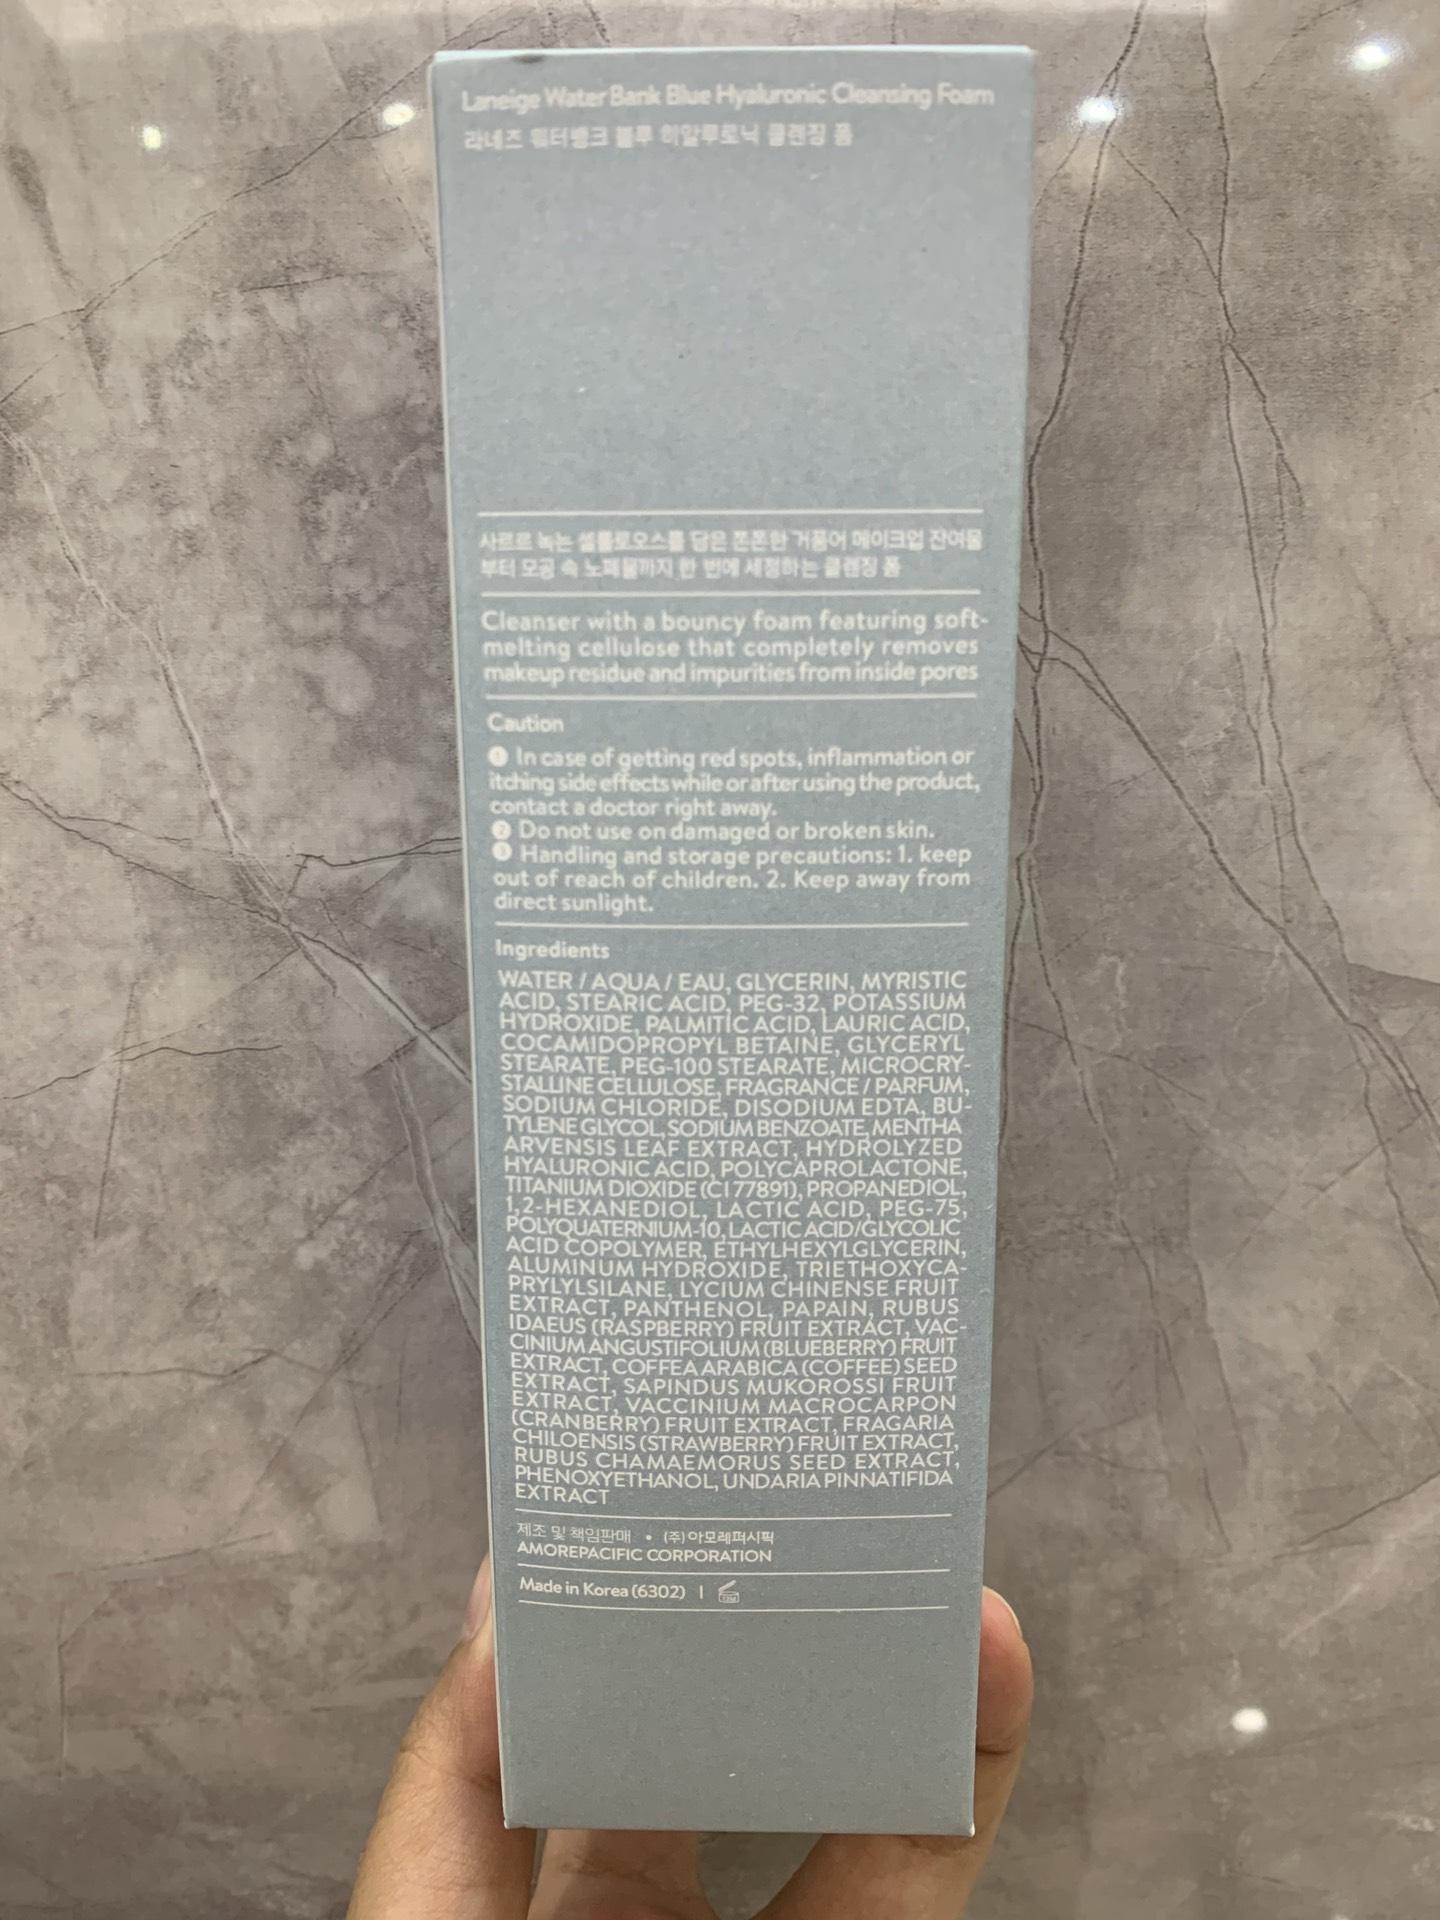 Laneige Water Bank Blue Hyaluronic Cleansing Foam
라네즈 워터뱅크 블루 히알루로닉 클렌징 폼
사르르 녹는 셀룰로오스를 담은 쫀쫀한 거품이 메이크업 잔여물
부터 모공 속 노폐물까지 한 번에 세정하는 클렌징 폼
Cleanser with a bouncy foam featuring soft-
melting cellulose that completely removes
makeup residue and impurities from inside pores
Caution
❶ In case of getting red spots, inflammation or
itching side effects while or after using the product,
contact a doctor right away.
❷ Do not use on damaged or broken skin.
❸ Handling and storage precautions: 1. keep
out of reach of children. 2. Keep away from
direct sunlight.
Ingredients
WATER / AQUA / EAU, GLYCERIN, MYRISTIC
ACID, STEARIC ACID, PEG-32, POTASSIUM
HYDROXIDE, PALMITIC ACID, LAURIC ACID,
COCAMIDOPROPYL BETAINE, GLYCERYL
STEARATE, PEG-100 STEARATE, MICROCRY-
STALLINE CELLULOSE, FRAGRANCE / PARFUM,
SODIUM CHLORIDE, DISODIUM EDTA, BU-
TYLENE GLYCOL, SODIUM BENZOATE, MENTHA
ARVENSIS LEAF EXTRACT, HYDROLYZED
HYALURONIC ACID, POLYCAPROLACTONE,
TITANIUM DIOXIDE (CI 77891), PROPANEDIOL,
1,2-HEXANEDIOL, LACTIC ACID, PEG-75,
POLYQUATERNIUM-10, LACTIC ACID/GLYCOLIC
ACID COPOLYMER, ETHYLHEXYLGLYCERIN,
ALUMINUM HYDROXIDE, TRIETHOXYCA-
PRYLYLSILANE, LYCIUM CHINENSE FRUIT
EXTRACT, PANTHENOL, PAPAIN, RUBUS
IDAEUS (RASPBERRY) FRUIT EXTRACT, VAC-
CINIUM ANGUSTIFOLIUM (BLUEBERRY) FRUIT
EXTRACT, COFFEA ARABICA (COFFEE) SEED
EXTRACT, SAPINDUS MUKOROSSI FRUIT
EXTRACT, VACCINIUM MACROCARPON
(CRANBERRY) FRUIT EXTRACT, FRAGARIA
CHILOENSIS (STRAWBERRY) FRUIT EXTRACT,
RUBUS CHAMAEMORUS SEED EXTRACT,
PHENOXYETHANOL, UNDARIA PINNATIFIDA
EXTRACT
제조 및 책임판매 • (주)아모레퍼시픽
AMOREPACIFIC CORPORATION
Made in Korea (6302) | 12M